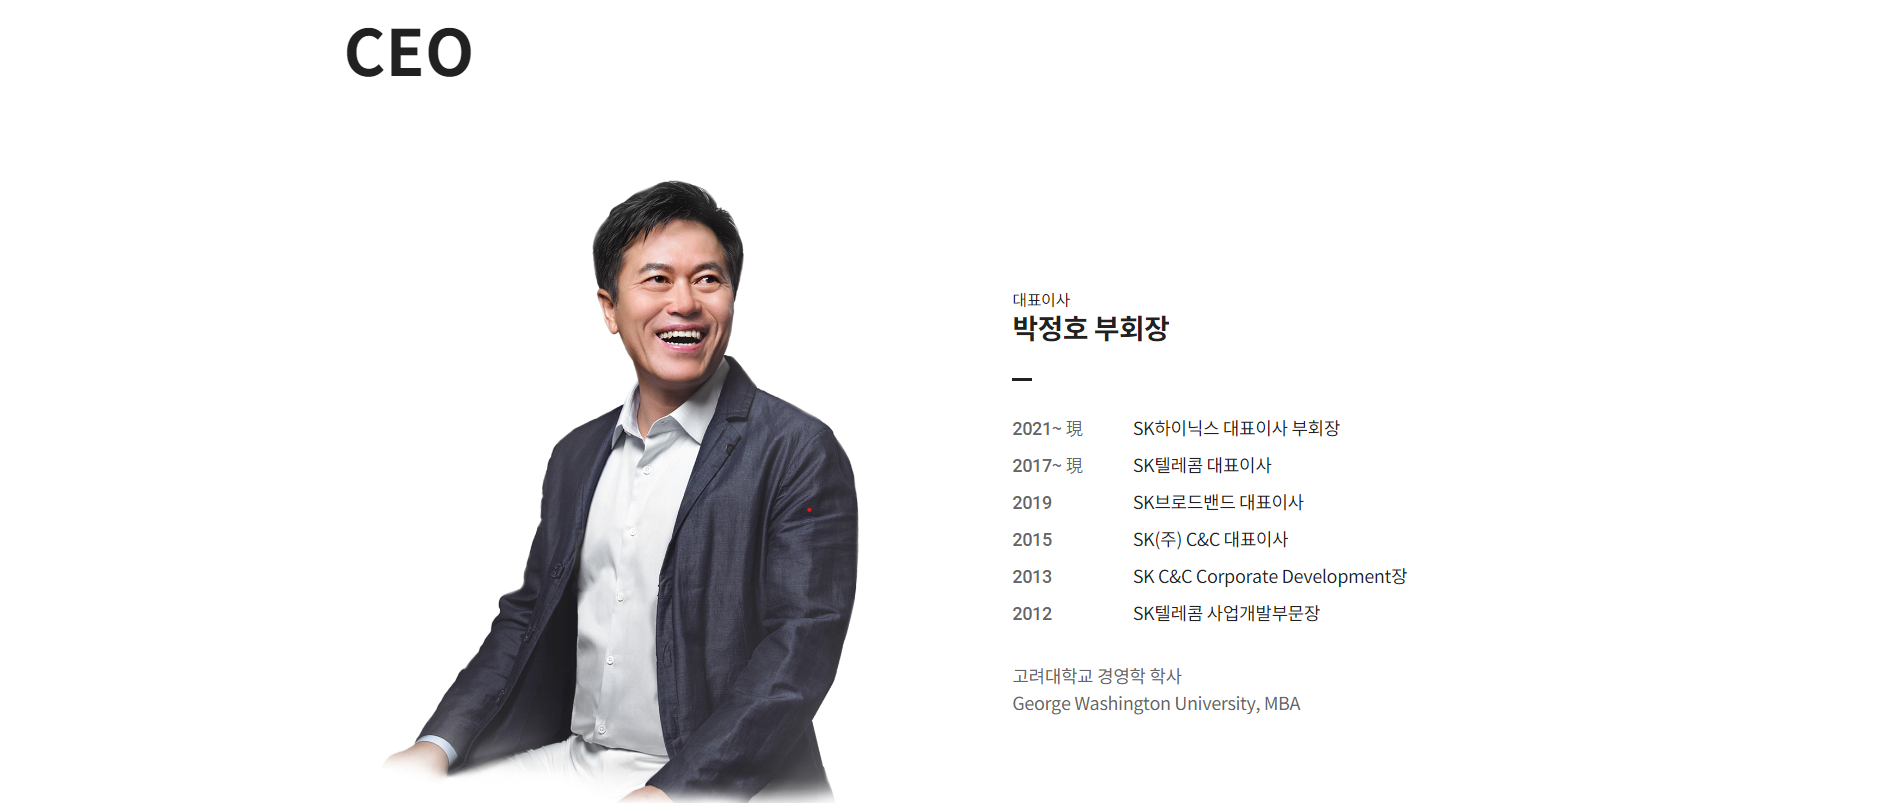 CEO
대표이사
박정호 부회장
2021~ 現 SK하이닉스 대표이사 부회장
2017~ 現 SK텔레콤 대표이사
2019 SK브로드밴드 대표이사
2015 SK(주) C&C 대표이사
2013 SK C&C Corporate Development장
2012 SK텔레콤 사업개발부문장
고려대학교 경영학 학사
George Washington University, MBA